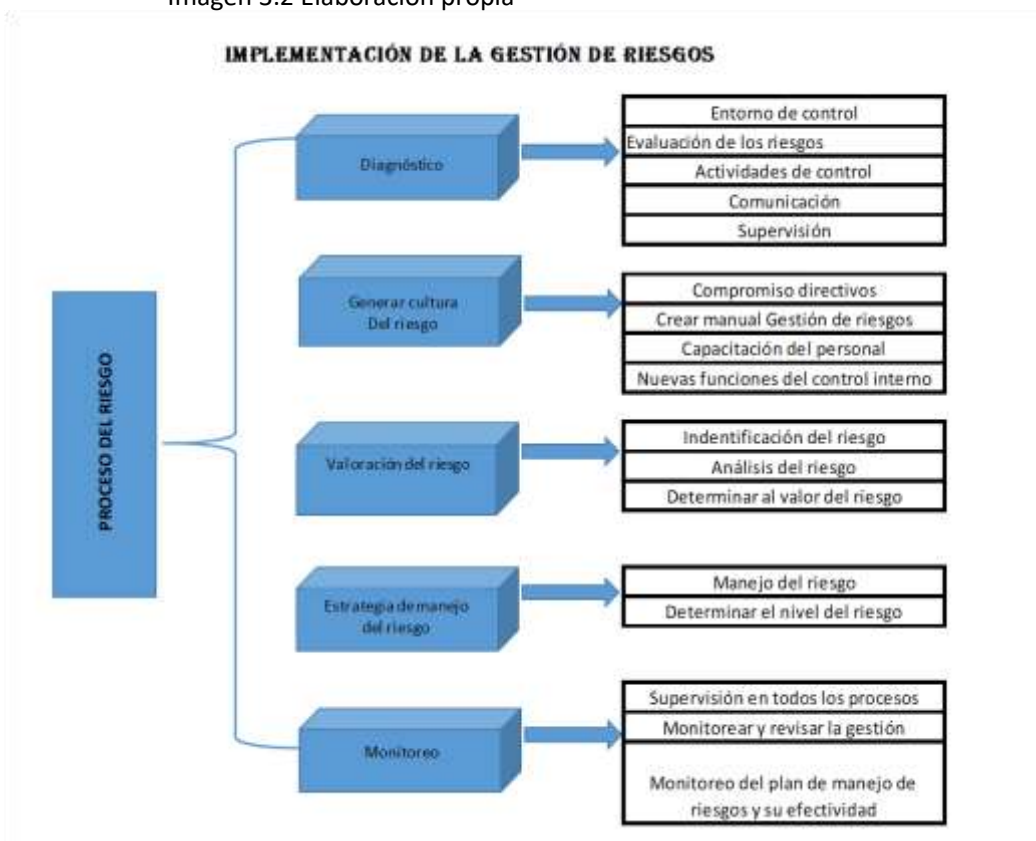 Imagen 3.2 Elaboración propia
IMPLEMENTACIÓN DE LA GESTIÓN DE RIESGOS
PROCESO DEL RIESGO
Diagnóstico
Entorno de control
Evaluación de los riesgos
Actividades de control
Comunicación
Supervisión
Generar cultura
Del riesgo
Compromiso directivos
Crear manual Gestión de riesgos
Capacitación del personal
Nuevas funciones del control interno
Valoración del riesgo
Indentificación del riesgo
Análisis del riesgo
Determinar al valor del riesgo
Estrategia de manejo
del riesgo
Manejo del riesgo
Determinar el nivel del riesgo
Monitoreo
Supervisión en todos los procesos
Monitorear y revisar la gestión
Monitoreo del plan de manejo de
riesgos y su efectividad